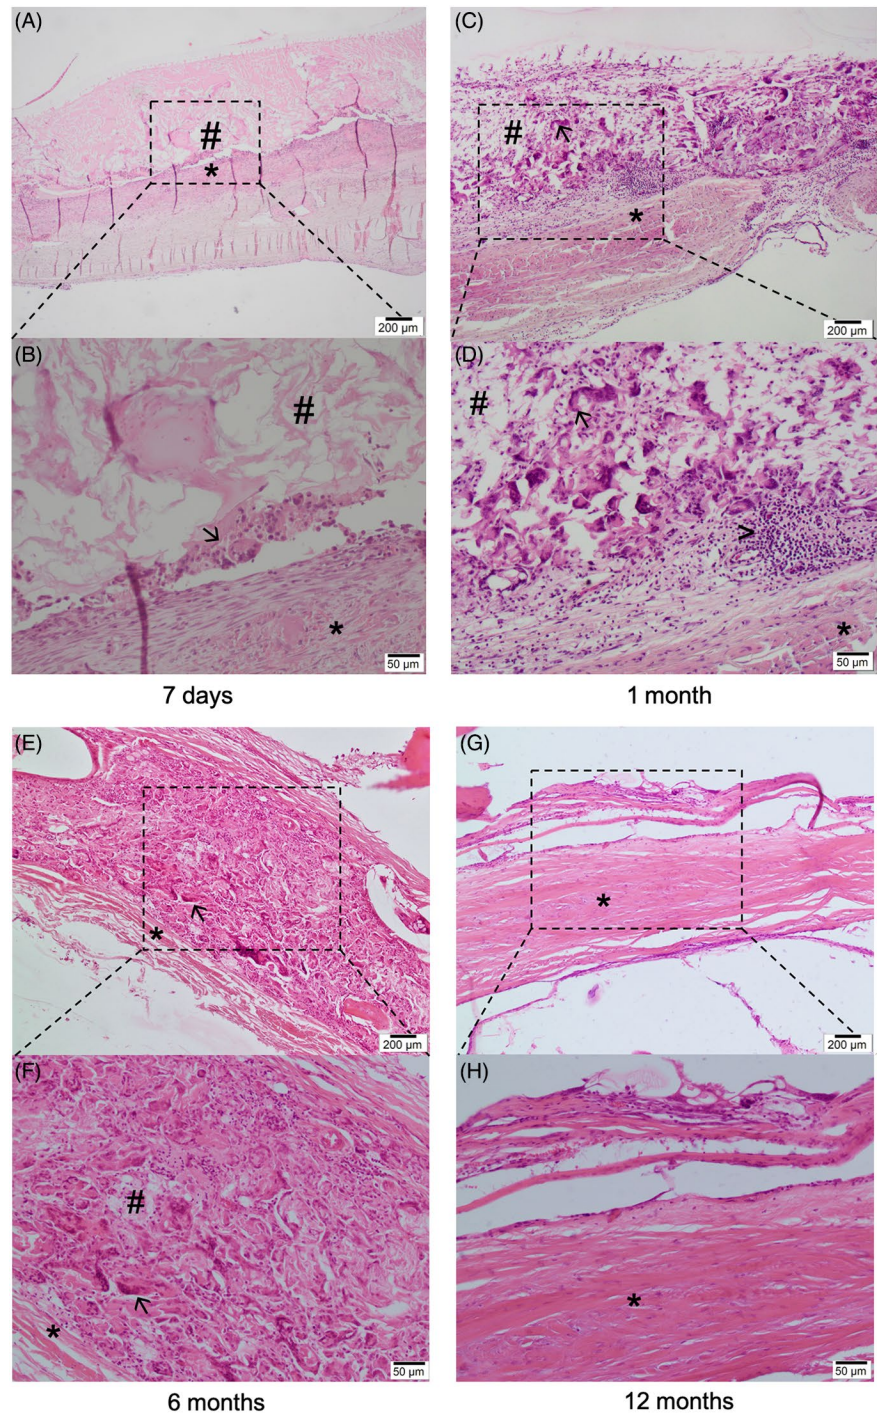 (A)
#
*
200 µm
(B)
#
*
50 µm
7 days
(C)
#
*
200 µm
(D)
#
*
50 µm
1 month
(E)
*
200 µm
(F)
#
*
50 µm
6 months
(G)
*
200 µm
(H)
*
50 µm
12 months